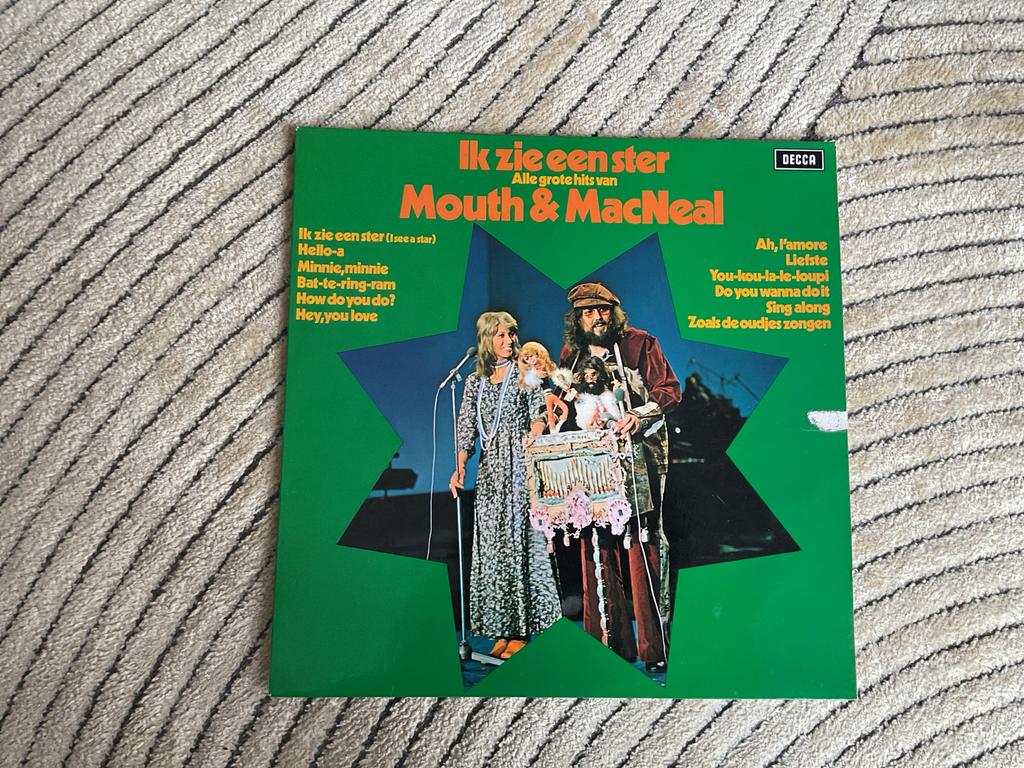 Ik zie een ster
DECCA
Alle grote hits van
Mouth & MacNeal
Ik zie een ster (I see a star)
Hello-a
Minnie, minnie
Bat-te-ring-ram
How do you do?
Hey, you love
Ah, l'amore
Liefste
You-kou-la-le-loupi
Do you wanna do it
Sing along
Zoals de oudjes zongen